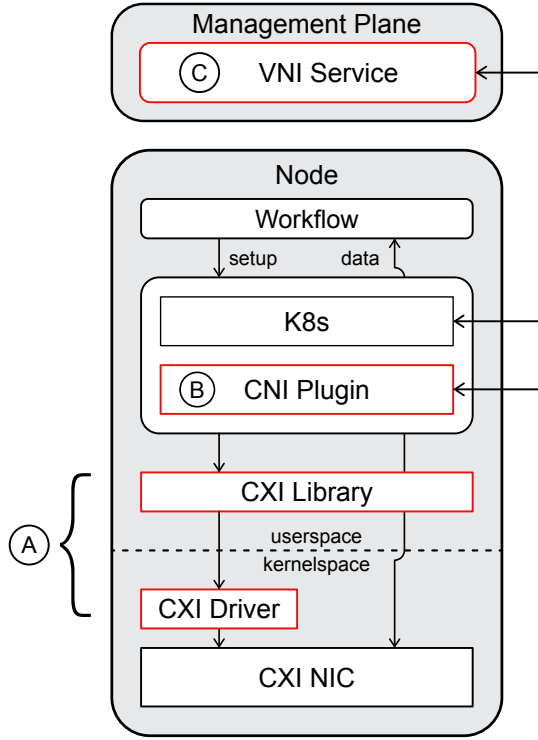 Management Plane
C VNI Service
Node
Workflow
setup data
K8s
B CNI Plugin
CXI Library
A
userspace
kernelspace
CXI Driver
CXI NIC